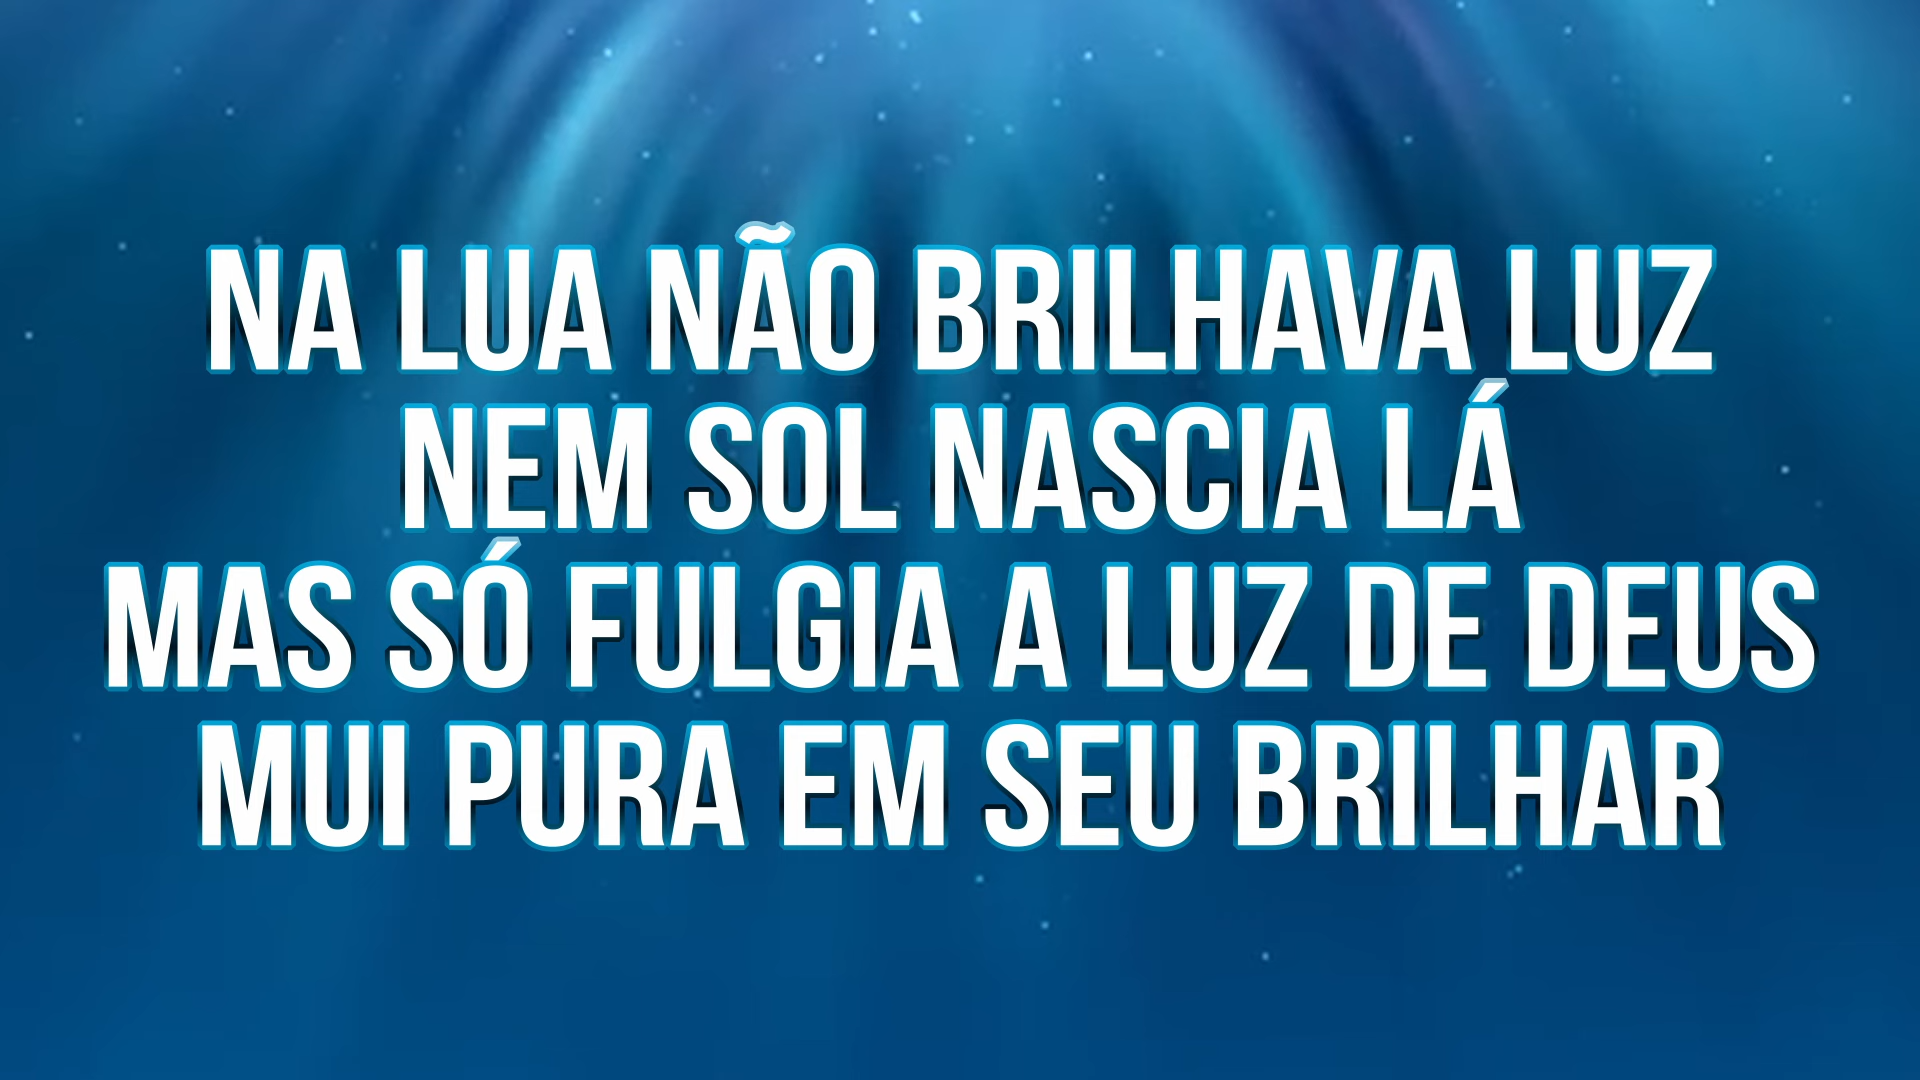 NA LUA NÃO BRILHAVA LUZ
NEM SOL NASCIA LÁ
MAS SÓ FULGIA A LUZ DE DEUS
MUI PURA EM SEU BRILHAR